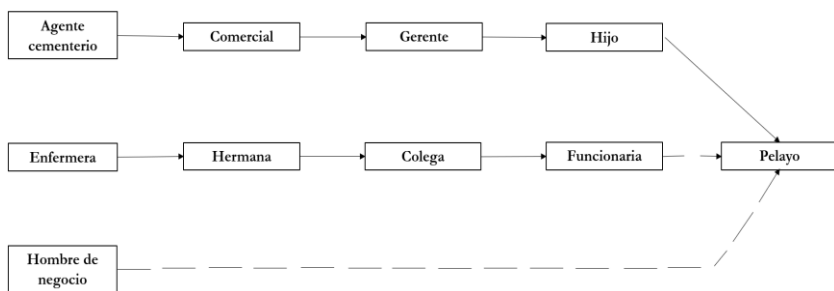 Agente
cementerio
Comercial
Gerente
Hijo
Enfermera
Hermana
Colega
Funcionaria
Pelayo
Hombre de
negocio